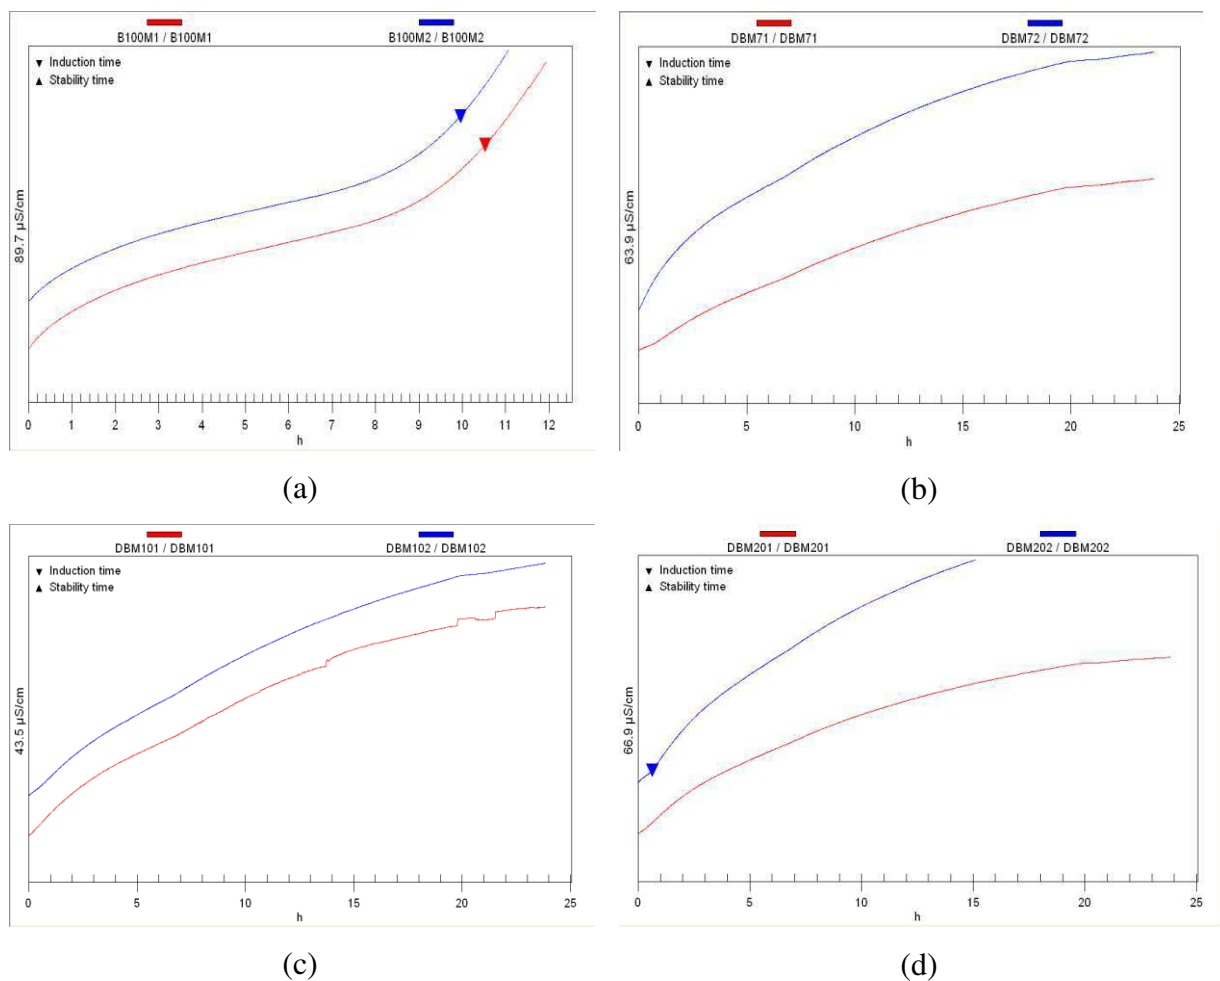 B100M1 / B100M1
B100M2 / B100M2
▼ Induction time
▲ Stability time
89.7 µS/cm
0 1 2 3 4 5 6 7 8 9 10 11 12
h
(a)
DBM71 / DBM71
DBM72 / DBM72
▼ Induction time
▲ Stability time
63.9 µS/cm
0 5 10 15 20 25
h
(b)
DBM101 / DBM101
DBM102 / DBM102
▼ Induction time
▲ Stability time
43.5 µS/cm
0 5 10 15 20 25
h
(c)
DBM201 / DBM201
DBM202 / DBM202
▼ Induction time
▲ Stability time
66.9 µS/cm
0 5 10 15 20 25
h
(d)